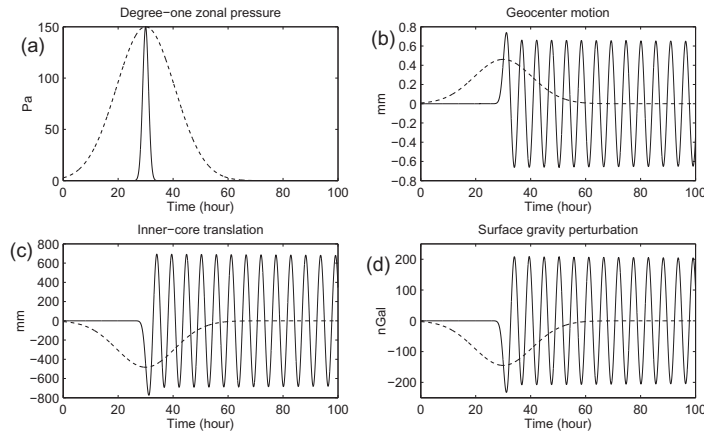 Degree−one zonal pressure
(a)
150
100
50
0
Pa
0 20 40 60 80 100
Time (hour)
Geocenter motion
(b)
0.8
0.6
0.4
0.2
0
−0.2
−0.4
−0.6
−0.8
mm
0 20 40 60 80 100
Time (hour)
Inner−core translation
(c)
800
600
400
200
0
−200
−400
−600
−800
mm
0 20 40 60 80 100
Time (hour)
Surface gravity perturbation
(d)
200
100
0
−100
−200
nGal
0 20 40 60 80 100
Time (hour)